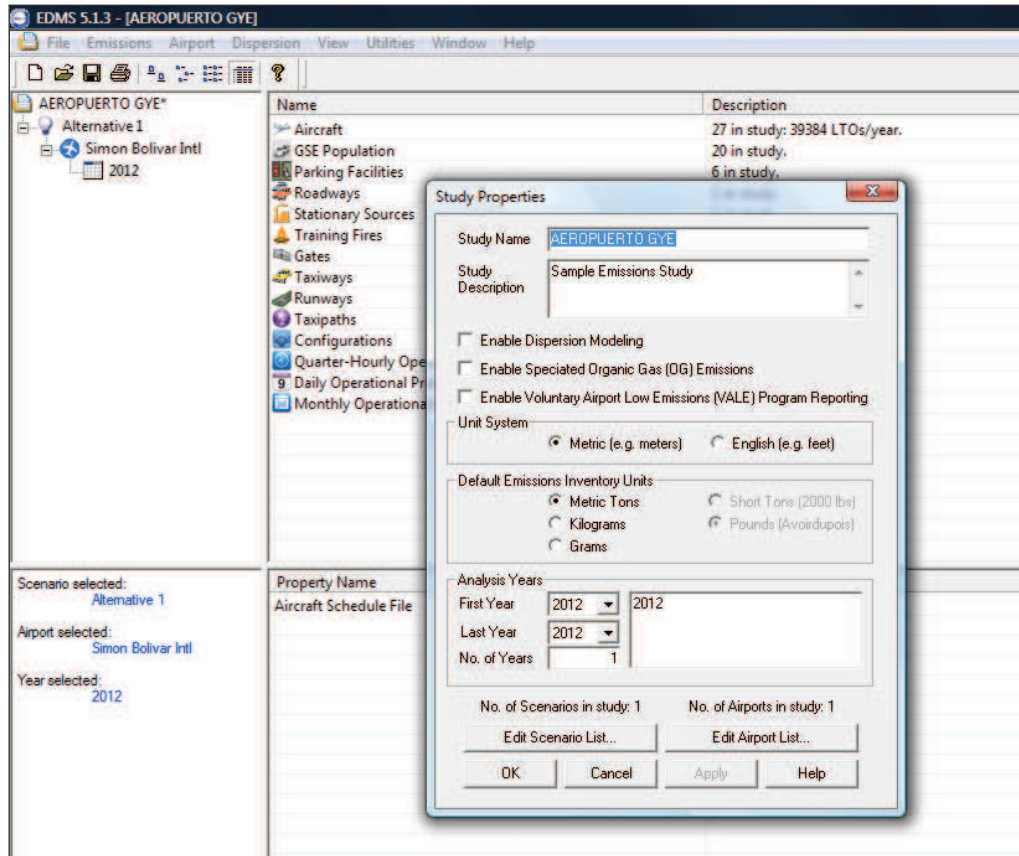 EDMS 5.1.3 - [AEROPUERTO GYE]
File Emissions Airport Dispersion View Utilities Window Help
AEROPUERTO GYE*
Alternative 1
Simon Bolivar Intl
2012
Name Description
Aircraft 27 in study: 39384 LTOs/year.
GSE Population 20 in study.
Parking Facilities 6 in study.
Roadways
Stationary Sources
Training Fires
Gates
Taxiways
Runways
Taxipaths
Configurations
Quarter-Hourly Ope
Daily Operational Pr
Monthly Operationa
Study Properties
Study Name AEROPUERTO GYE
Study Description Sample Emissions Study
Enable Dispersion Modeling
Enable Speciated Organic Gas (OG) Emissions
Enable Voluntary Airport Low Emissions (VALE) Program Reporting
Unit System
Metric (e.g. meters) English (e.g. feet)
Default Emissions Inventory Units
Metric Tons Short Tons (2000 lbs)
Kilograms Pounds (Avoirdupois)
Grams
Analysis Years
First Year 2012 2012
Last Year 2012
No. of Years 1
No. of Scenarios in study: 1 No. of Airports in study: 1
Edit Scenario List... Edit Airport List...
OK Cancel Apply Help
Scenario selected:
Alternative 1
Airport selected:
Simon Bolivar Intl
Year selected:
2012
Property Name
Aircraft Schedule File